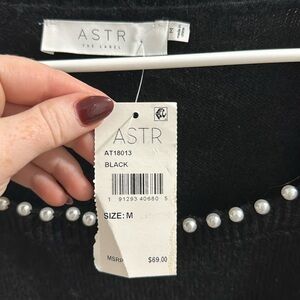 ASTR
THE LABEL
M
ASTR
AT18013
BLACK
1 91293 40680 5
SIZE: M
MSRP
$69.00